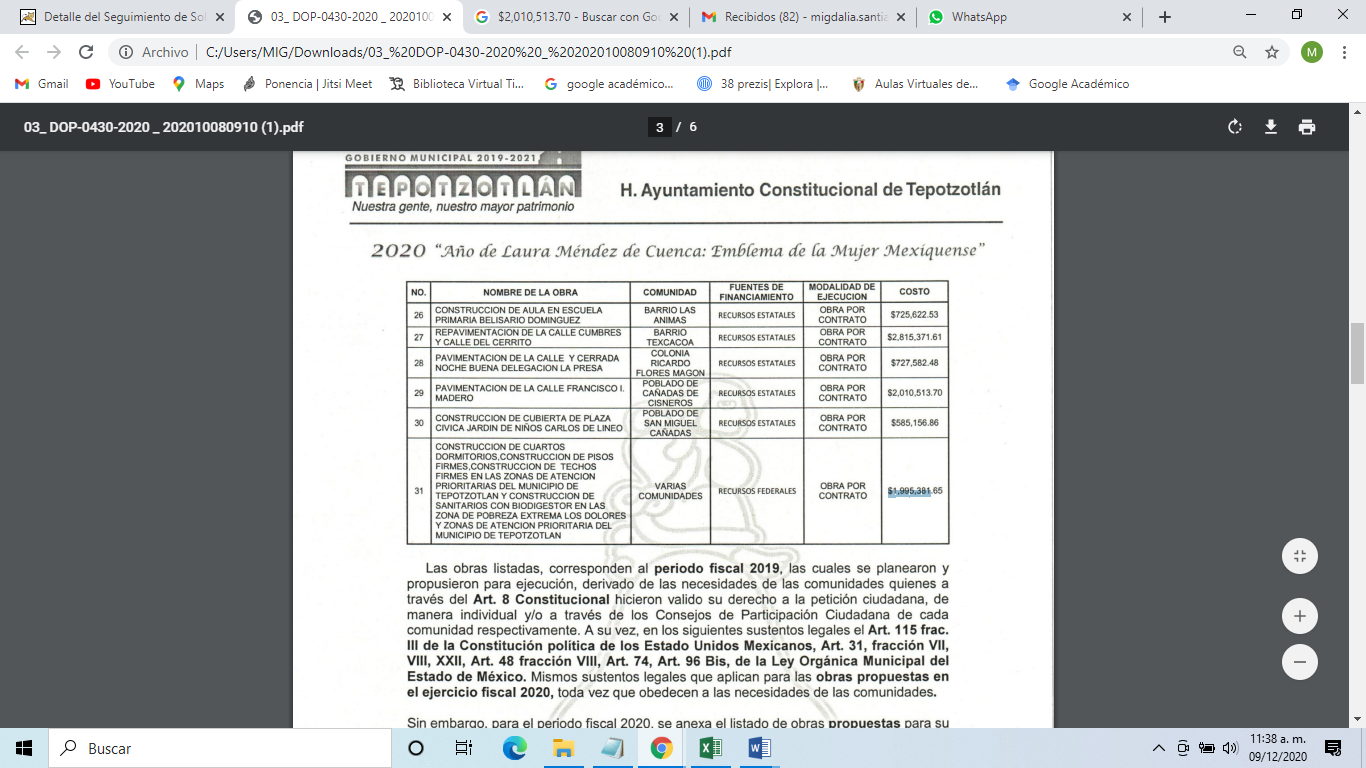 Detalle del Seguimiento de Sol
03_ DOP-0430-2020 _ 2020100
$2,010,513.70 - Buscar con Goo
Recibidos (82) - migdalia.santia
WhatsApp
Archivo
C:/Users/MIG/Downloads/03_%20DOP-0430-2020%20_%20202010080910%20(1).pdf
M
Gmail
YouTube
Maps
Ponencia | Jitsi Meet
Biblioteca Virtual Ti...
google académico...
38 prezis| Explora |...
Aulas Virtuales de...
Google Académico
03_ DOP-0430-2020 _ 202010080910 (1).pdf
3 / 6
GOBIERNO MUNICIPAL 2019-2021
TEPOTZOTLÁN
Nuestra gente, nuestro mayor patrimonio
H. Ayuntamiento Constitucional de Tepotzotlán
2020 “Año de Laura Méndez de Cuenca: Emblema de la Mujer Mexiquense”
NO.
NOMBRE DE LA OBRA
COMUNIDAD
FUENTES DE
FINANCIAMIENTO
MODALIDAD DE
EJECUCION
COSTO
26
CONSTRUCCION DE AULA EN ESCUELA
PRIMARIA BELISARIO DOMINGUEZ
BARRIO LAS
ANIMAS
RECURSOS ESTATALES
OBRA POR
CONTRATO
$725,622.53
27
REPAVIMENTACION DE LA CALLE CUMBRES
Y CALLE DEL CERRITO
BARRIO
TEXCACOA
RECURSOS ESTATALES
OBRA POR
CONTRATO
$2,815,371.61
28
PAVIMENTACION DE LA CALLE Y CERRADA
NOCHE BUENA DELEGACION LA PRESA
COLONIA
RICARDO
FLORES MAGON
RECURSOS ESTATALES
OBRA POR
CONTRATO
$727,582.48
29
PAVIMENTACION DE LA CALLE FRANCISCO I.
MADERO
POBLADO DE
CAÑADAS DE
CISNEROS
RECURSOS ESTATALES
OBRA POR
CONTRATO
$2,010,513.70
30
CONSTRUCCION DE CUBIERTA DE PLAZA
CIVICA JARDIN DE NIÑOS CARLOS DE LINEO
POBLADO DE
SAN MIGUEL
CAÑADAS
RECURSOS ESTATALES
OBRA POR
CONTRATO
$585,156.86
31
CONSTRUCCION DE CUARTOS
DORMITORIOS,CONSTRUCCION DE PISOS
FIRMES,CONSTRUCCION DE TECHOS
FIRMES EN LAS ZONAS DE ATENCION
PRIORITARIAS DEL MUNICIPIO DE
TEPOTZOTLAN Y CONSTRUCCION DE
SANITARIOS CON BIODIGESTOR EN LAS
ZONA DE POBREZA EXTREMA LOS DOLORES
Y ZONAS DE ATENCION PRIORITARIA DEL
MUNICIPIO DE TEPOTZOTLAN
VARIAS
COMUNIDADES
RECURSOS FEDERALES
OBRA POR
CONTRATO
$1,995,381.65
Las obras listadas, corresponden al periodo fiscal 2019, las cuales se planearon y
propusieron para ejecución, derivado de las necesidades de las comunidades quienes a
través del Art. 8 Constitucional hicieron valido su derecho a la petición ciudadana, de
manera individual y/o a través de los Consejos de Participación Ciudadana de cada
comunidad respectivamente. A su vez, en los siguientes sustentos legales el Art. 115 frac.
III de la Constitución política de los Estado Unidos Mexicanos, Art. 31, fracción VII,
VIII, XXII, Art. 48 fracción VIII, Art. 74, Art. 96 Bis, de la Ley Orgánica Municipal del
Estado de México. Mismos sustentos legales que aplican para las obras propuestas en
el ejercicio fiscal 2020, toda vez que obedecen a las necesidades de las comunidades.
Sin embargo, para el periodo fiscal 2020, se anexa el listado de obras propuestas para su
Buscar
11:38 a. m.
09/12/2020